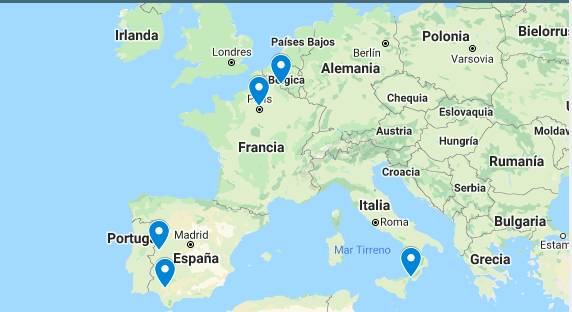 Irlanda
Londres
Países Bajos
Berlín
Polonia
Varsovia
Bielorru
Bélgica
Alemania
París
Chequia
Eslovaquia
Moldav
Francia
Austria
Hungría
Rumanía
Croacia
Serbia
Italia
Roma
Bulgaria
Portuga
Madrid
España
Mar Tirreno
Estam
Grecia